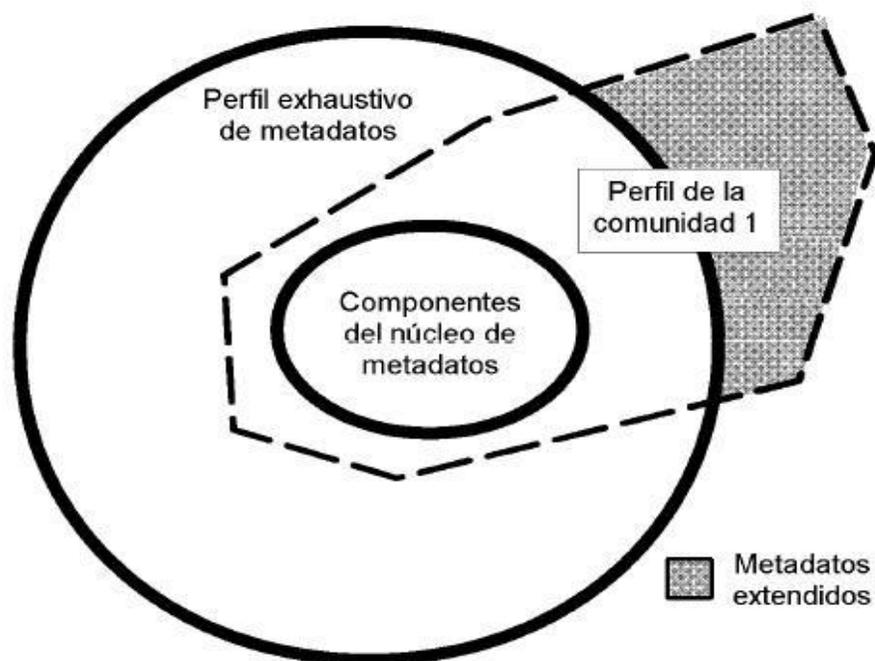 Perfil exhaustivo
de metadatos
Perfil de la
comunidad 1
Componentes
del núcleo de
metadatos
Metadatos
extendidos